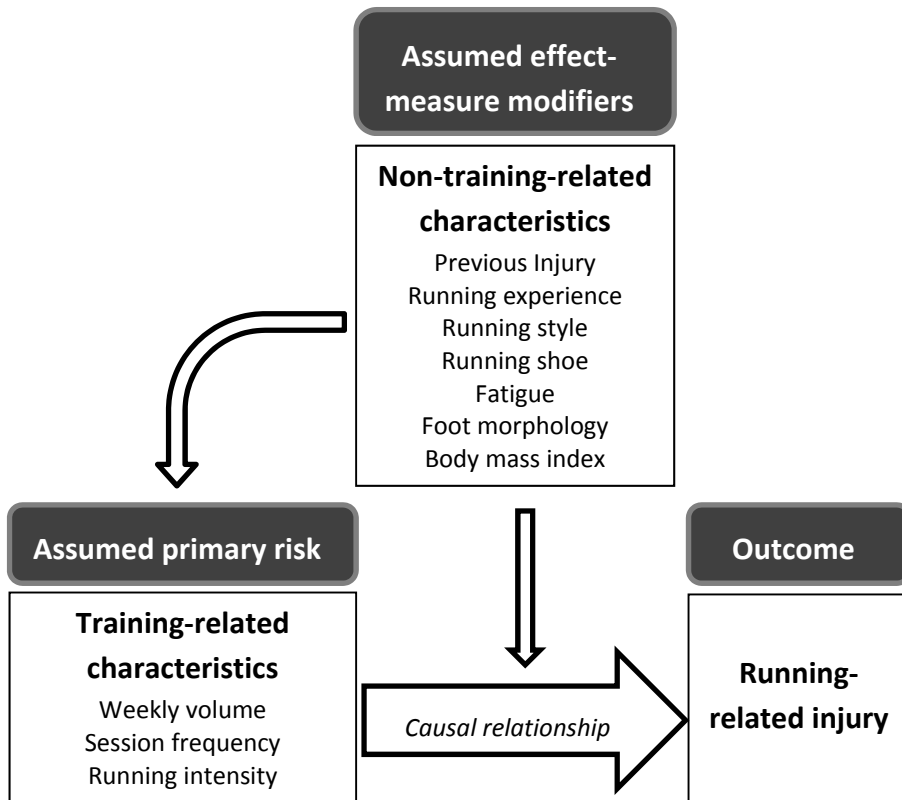 Assumed effect-
measure modifiers
Non-training-related
characteristics
Previous Injury
Running experience
Running style
Running shoe
Fatigue
Foot morphology
Body mass index
Assumed primary risk
Training-related
characteristics
Weekly volume
Session frequency
Running intensity
Causal relationship
Outcome
Running-
related injury